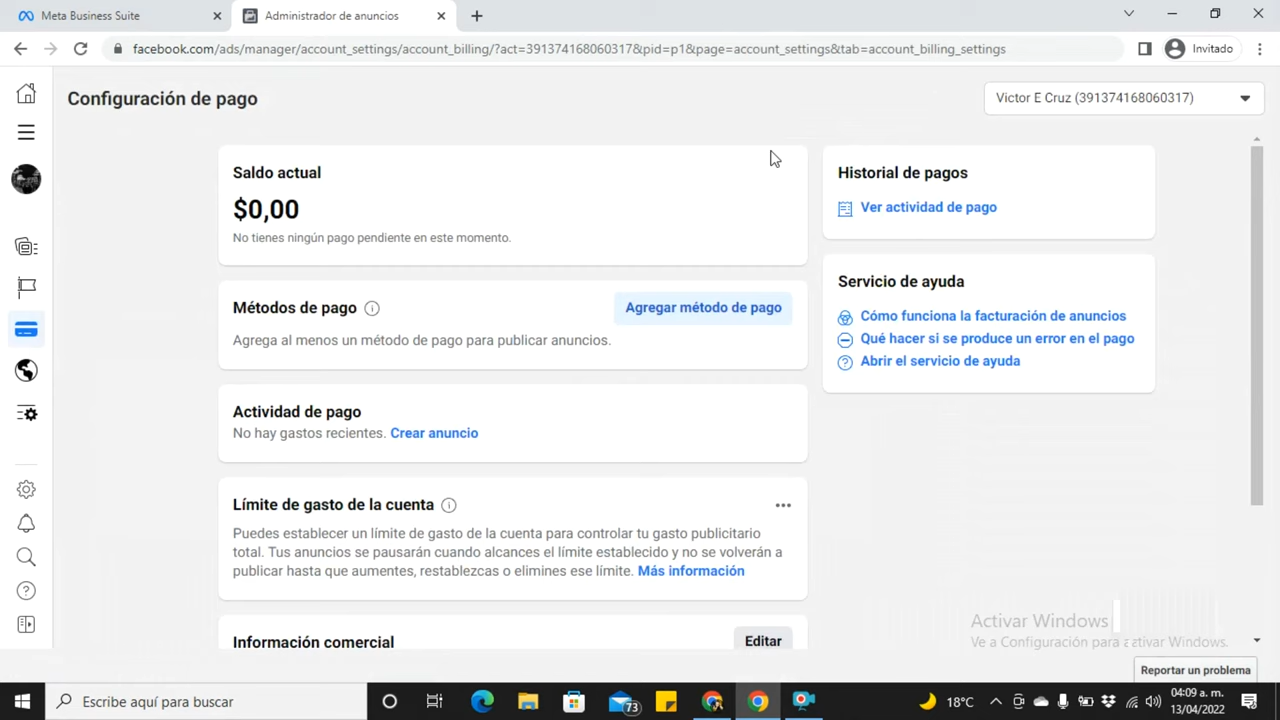 Meta Business Suite
Administrador de anuncios
facebook.com/ads/manager/account_settings/account_billing/?act=391374168060317&pid=p1&page=account_settings&tab=account_billing_settings
Invitado
Configuración de pago
Victor E Cruz (391374168060317)
Saldo actual
$0,00
No tienes ningún pago pendiente en este momento.
Historial de pagos
Ver actividad de pago
Métodos de pago
Agregar método de pago
Agrega al menos un método de pago para publicar anuncios.
Servicio de ayuda
Cómo funciona la facturación de anuncios
Qué hacer si se produce un error en el pago
Abrir el servicio de ayuda
Actividad de pago
No hay gastos recientes. Crear anuncio
Límite de gasto de la cuenta
Puedes establecer un límite de gasto de la cuenta para controlar tu gasto publicitario
total. Tus anuncios se pausarán cuando alcances el límite establecido y no se volverán a
publicar hasta que aumentes, restablezcas o elimines ese límite. Más información
Información comercial
Editar
Activar Windows
Ve a Configuración para activar Windows.
Reportar un problema
Escribe aquí para buscar
73
18°C
04:09 a. m.
13/04/2022